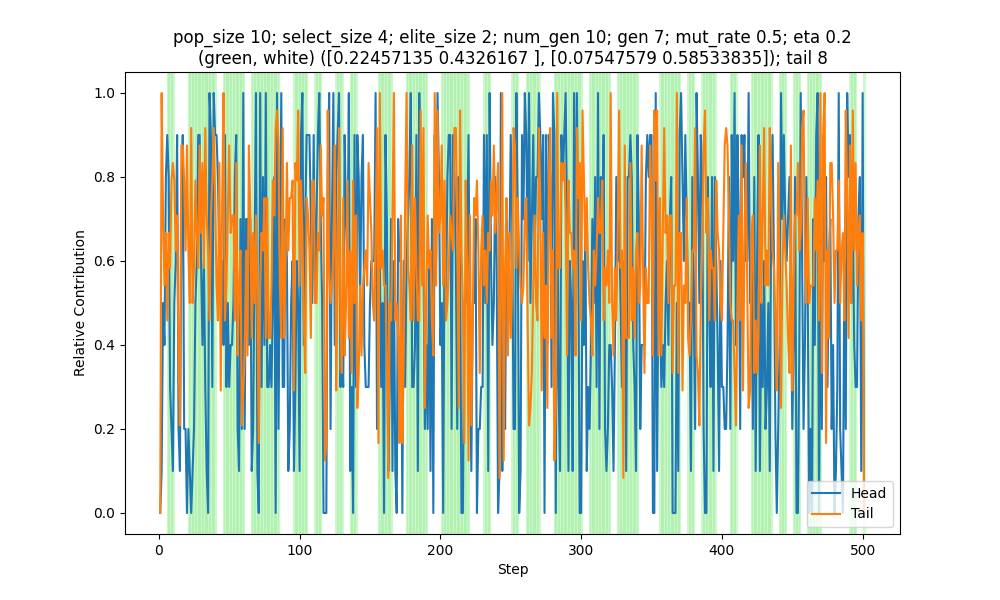 pop_size 10; select_size 4; elite_size 2; num_gen 10; gen 7; mut_rate 0.5; eta 0.2
(green, white) ([0.22457135 0.4326167 ], [0.07547579 0.58533835]); tail 8
1.0
0.8
0.6
0.4
0.2
0.0
Relative Contribution
Head
Tail
0
100
200
300
400
500
Step